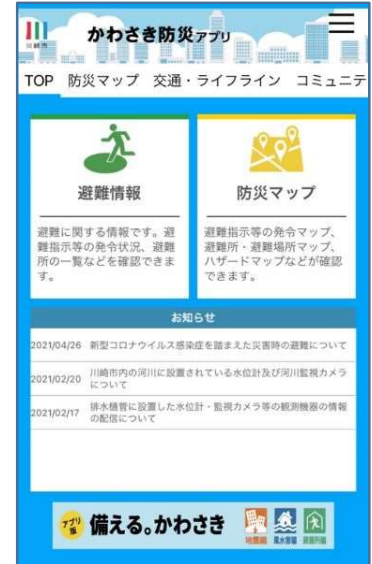 川崎市
かわさき防災アプリ
TOP 防災マップ 交通・ライフライン コミュニテ
避難情報
避難に関する情報です。避
難指示等の発令状況、避難
所の一覧などを確認できま
す。
防災マップ
避難指示等の発令マップ、
避難所・避難場所マップ、
ハザードマップなどが確認
できます。
お知らせ
2021/04/26 新型コロナウイルス感染症を踏まえた災害時の避難について
2021/02/20 川崎市内の河川に設置されている水位計及び河川監視カメラ
について
2021/02/17 排水樋管に設置した水位計・監視カメラ等の観測機器の情報
の配信について
アプリ
版
備える。かわさき
地震編 風水害編 避難所編